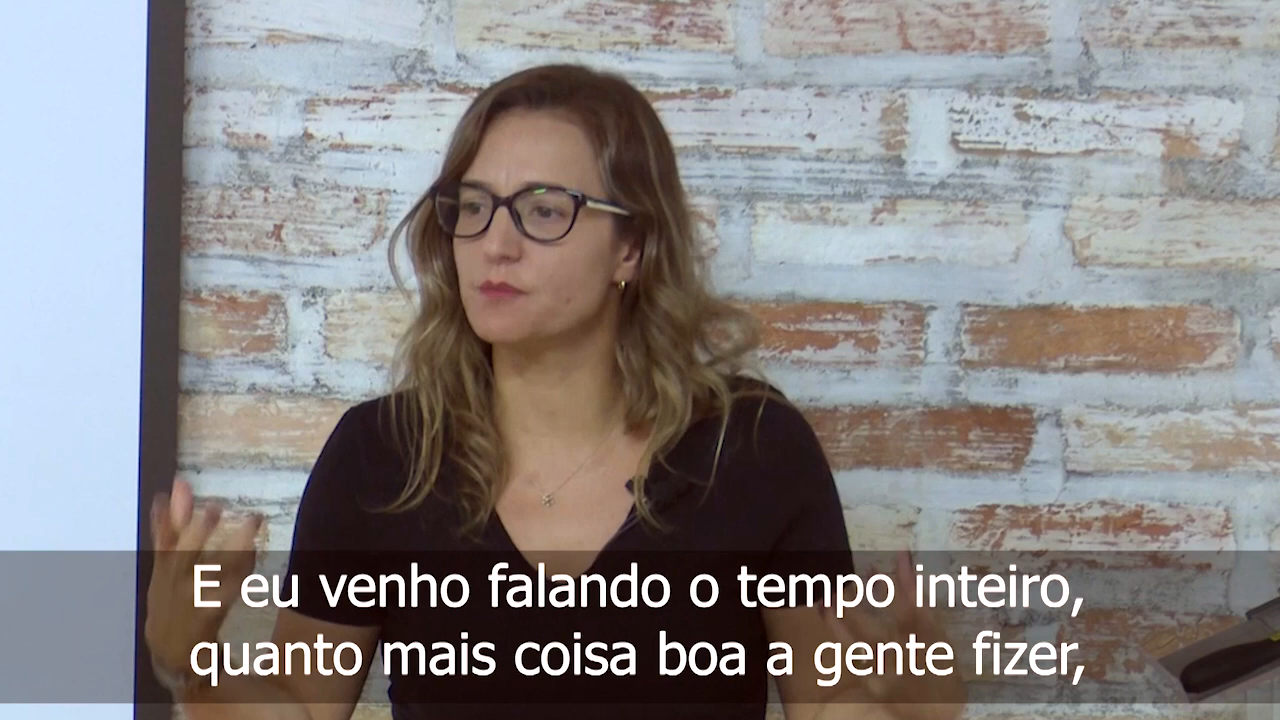 E eu venho falando o tempo inteiro,
quanto mais coisa boa a gente fizer,